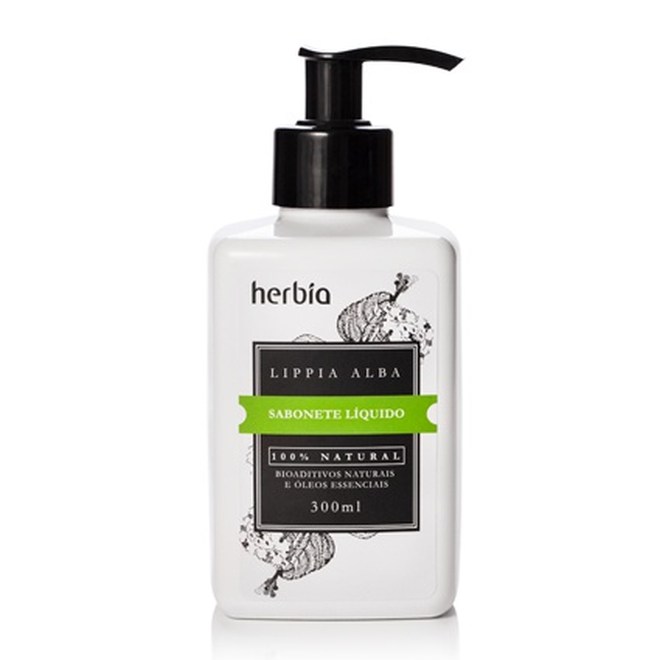 herbia
LIPPIA ALBA
SABONETE LÍQUIDO
100% NATURAL
BIOADITIVOS NATURAIS
E ÓLEOS ESSENCIAIS
300ml